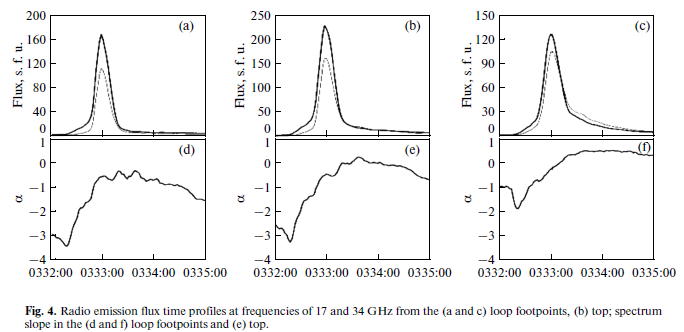 200
160
120
80
40
0
Flux, s. f. u.
(a)
250
200
150
100
50
0
Flux, s. f. u.
(b)
150
120
90
60
30
0
Flux, s. f. u.
(c)
1
0
−1
−2
−3
−4
α
(d)
0332:00 0333:00 0334:00 0335:00
1
0
−1
−2
−3
−4
α
(e)
0332:00 0333:00 0334:00 0335:00
1
0
−1
−2
−3
−4
α
(f)
0332:00 0333:00 0334:00 0335:00
Fig. 4. Radio emission flux time profiles at frequencies of 17 and 34 GHz from the (a and c) loop footpoints, (b) top; spectrum
slope in the (d and f) loop footpoints and (e) top.